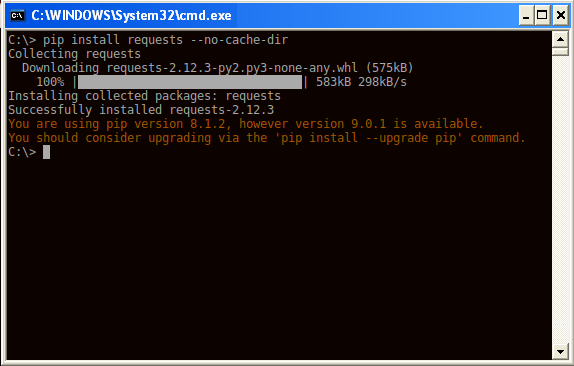 C:\WINDOWS\System32\cmd.exe
C:\> pip install requests --no-cache-dir
Collecting requests
  Downloading requests-2.12.3-py2.py3-none-any.whl (575kB)
    100% |████████████████████████████████| 583kB 298kB/s
Installing collected packages: requests
Successfully installed requests-2.12.3
You are using pip version 8.1.2, however version 9.0.1 is available.
You should consider upgrading via the 'pip install --upgrade pip' command.
C:\>